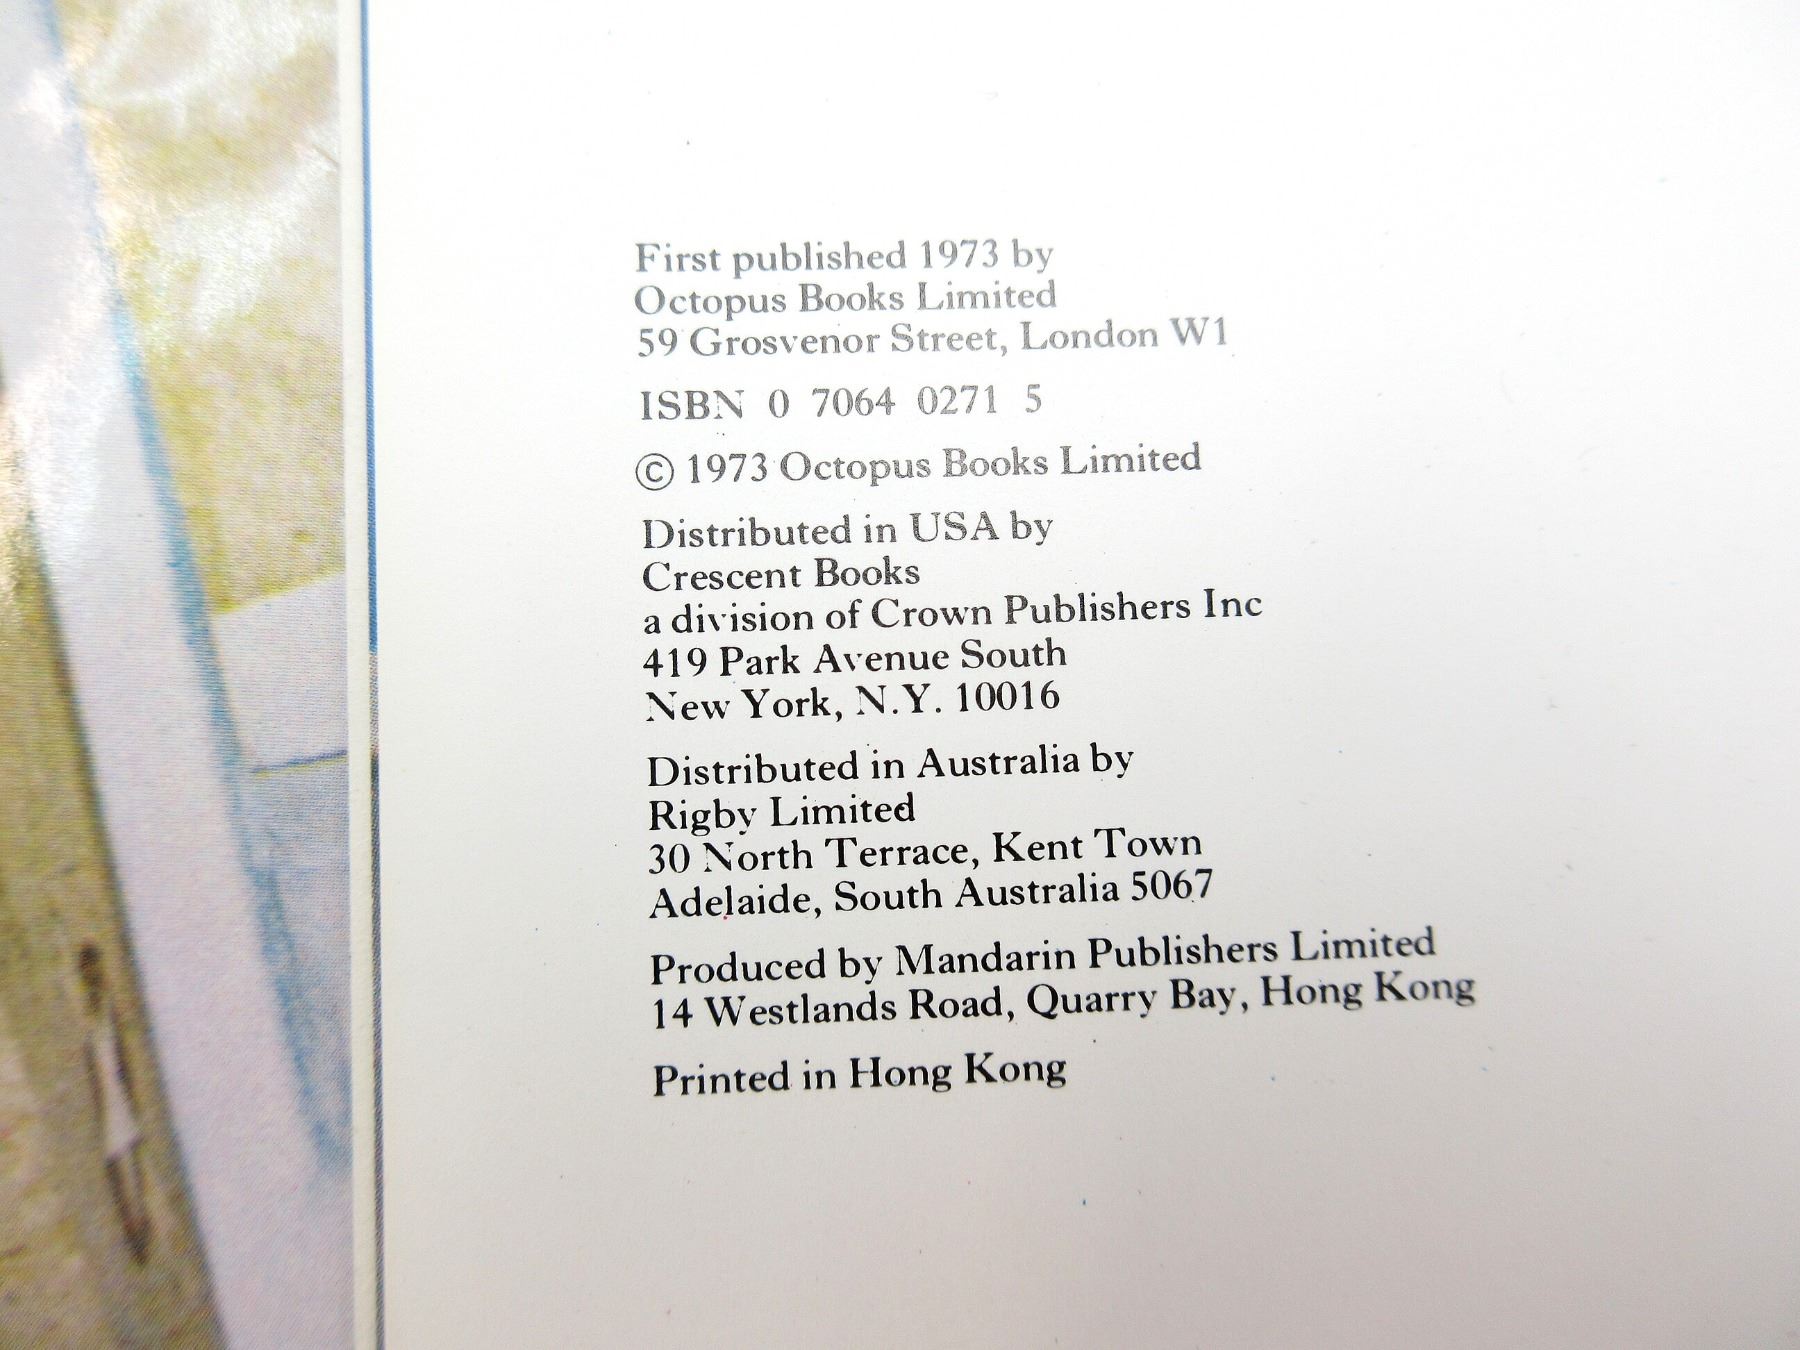 First published 1973 by
Octopus Books Limited
59 Grosvenor Street, London W1
ISBN 0 7064 0271 5
© 1973 Octopus Books Limited
Distributed in USA by
Crescent Books
a division of Crown Publishers Inc
419 Park Avenue South
New York, N.Y. 10016
Distributed in Australia by
Rigby Limited
30 North Terrace, Kent Town
Adelaide, South Australia 5067
Produced by Mandarin Publishers Limited
14 Westlands Road, Quarry Bay, Hong Kong
Printed in Hong Kong